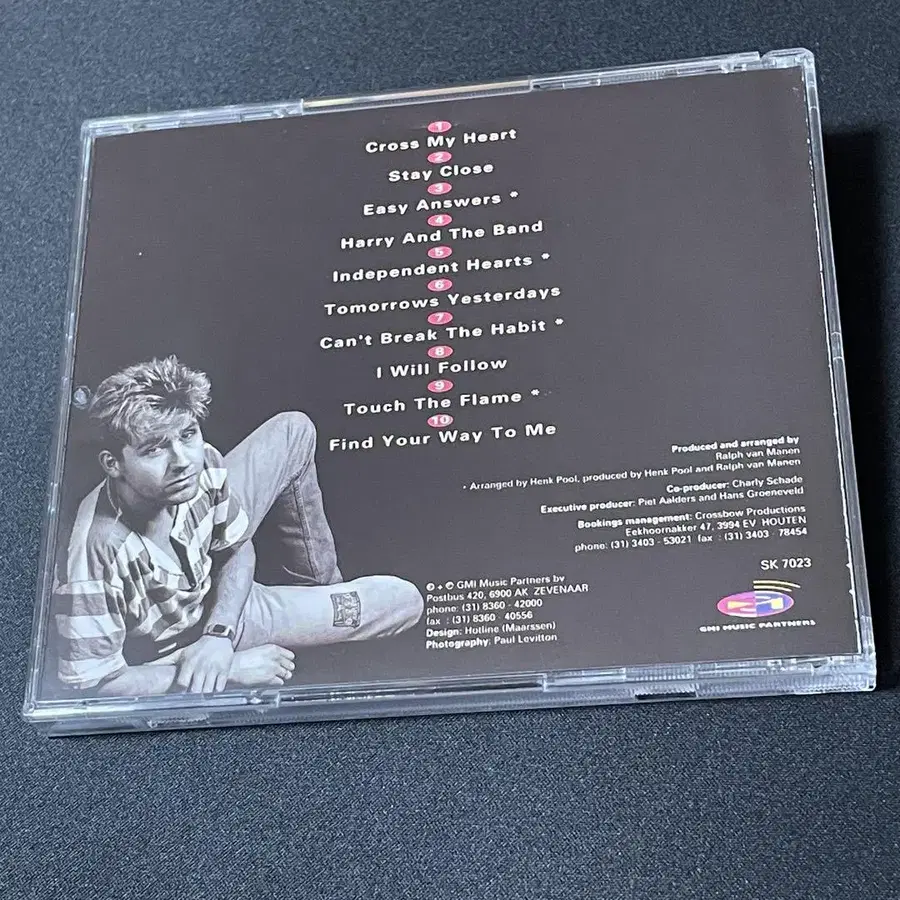 1
Cross My Heart
2
Stay Close
3
Easy Answers *
4
Harry And The Band
5
Independent Hearts *
6
Tomorrows Yesterdays
7
Can't Break The Habit *
8
I Will Follow
9
Touch The Flame *
10
Find Your Way To Me
Produced and arranged by
Ralph van Manen
* Arranged by Henk Pool, produced by Henk Pool and Ralph van Manen
Co-producer: Charly Schade
Executive producer: Piet Aalders and Hans Groeneveld
Bookings management: Crossbow Productions
Eekhoornakker 47, 3994 EV HOUTEN
phone: (31) 3403 - 53021 fax : (31) 3403 - 78454
SK 7023
© + ℗ GMI Music Partners bv
Postbus 420, 6900 AK ZEVENAAR
phone: (31) 8360 - 42000
fax : (31) 8360 - 40556
Design: Hotline (Maarssen)
Photography: Paul Levitton
GMI MUSIC PARTNERS